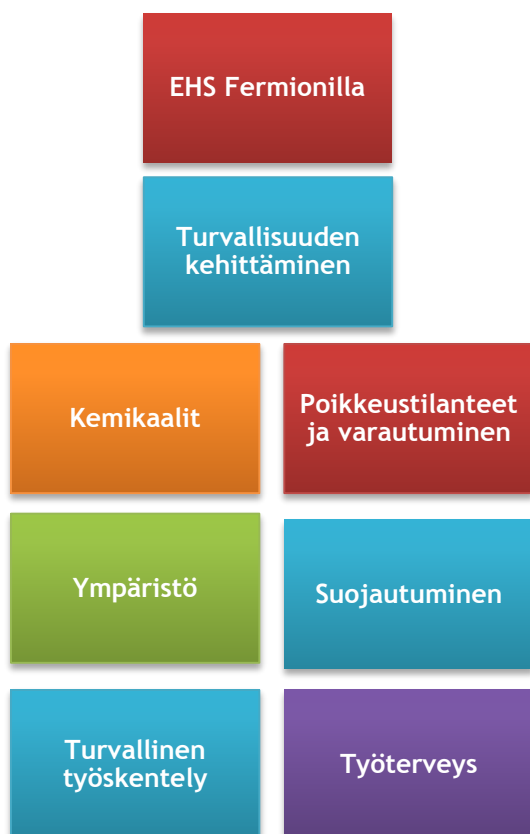 EHS Fermionilla
Turvallisuuden
kehittäminen
Kemikaalit
Poikkeustilanteet
ja varautuminen
Ympäristö
Suojautuminen
Turvallinen
työskentely
Työterveys